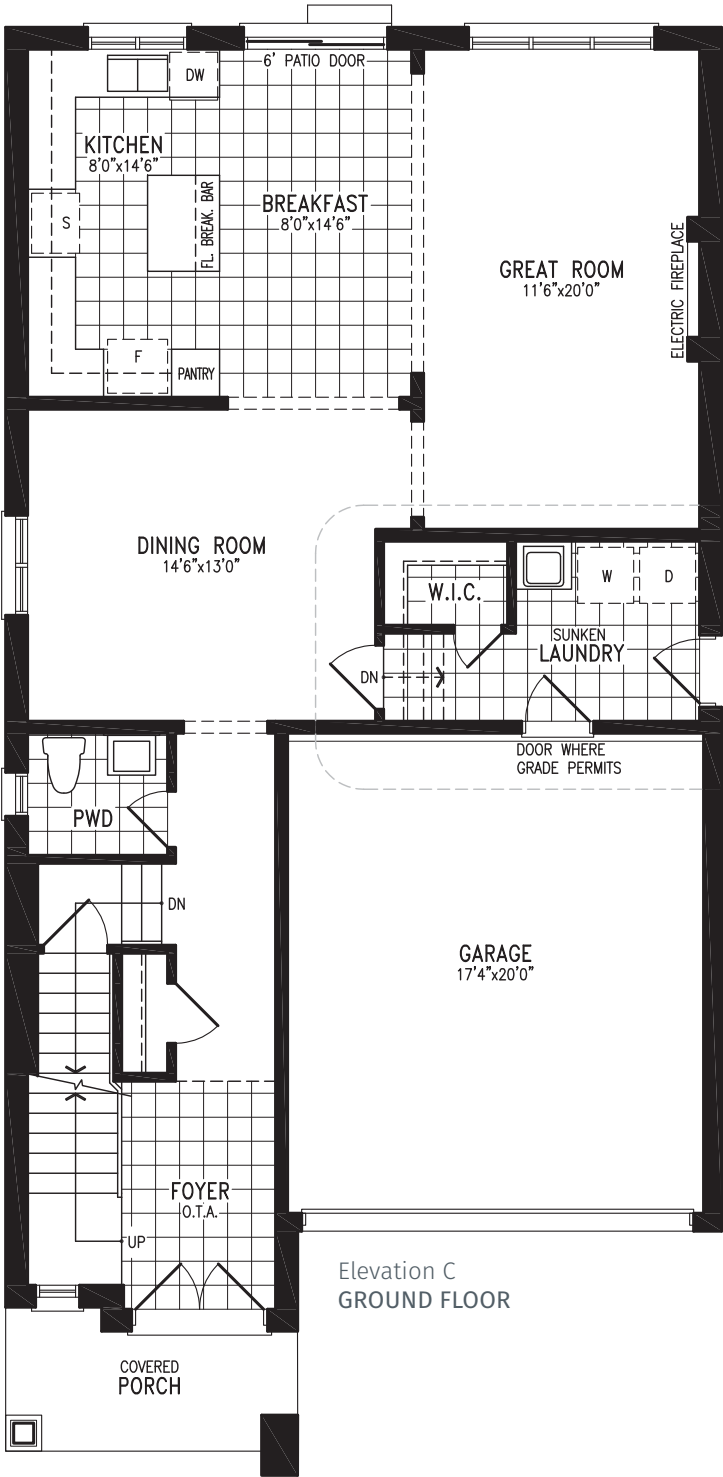 6' PATIO DOOR
DW
KITCHEN
8'0"x14'6"
BREAKFAST
8'0"x14'6"
S
FL. BREAK. BAR
GREAT ROOM
11'6"x20'0"
ELECTRIC FIREPLACE
F
PANTRY
DINING ROOM
14'6"x13'0"
W.I.C.
W
D
SUNKEN
LAUNDRY
DN
DOOR WHERE
GRADE PERMITS
PWD
DN
GARAGE
17'4"x20'0"
FOYER
O.T.A.
UP
Elevation C
GROUND FLOOR
COVERED
PORCH